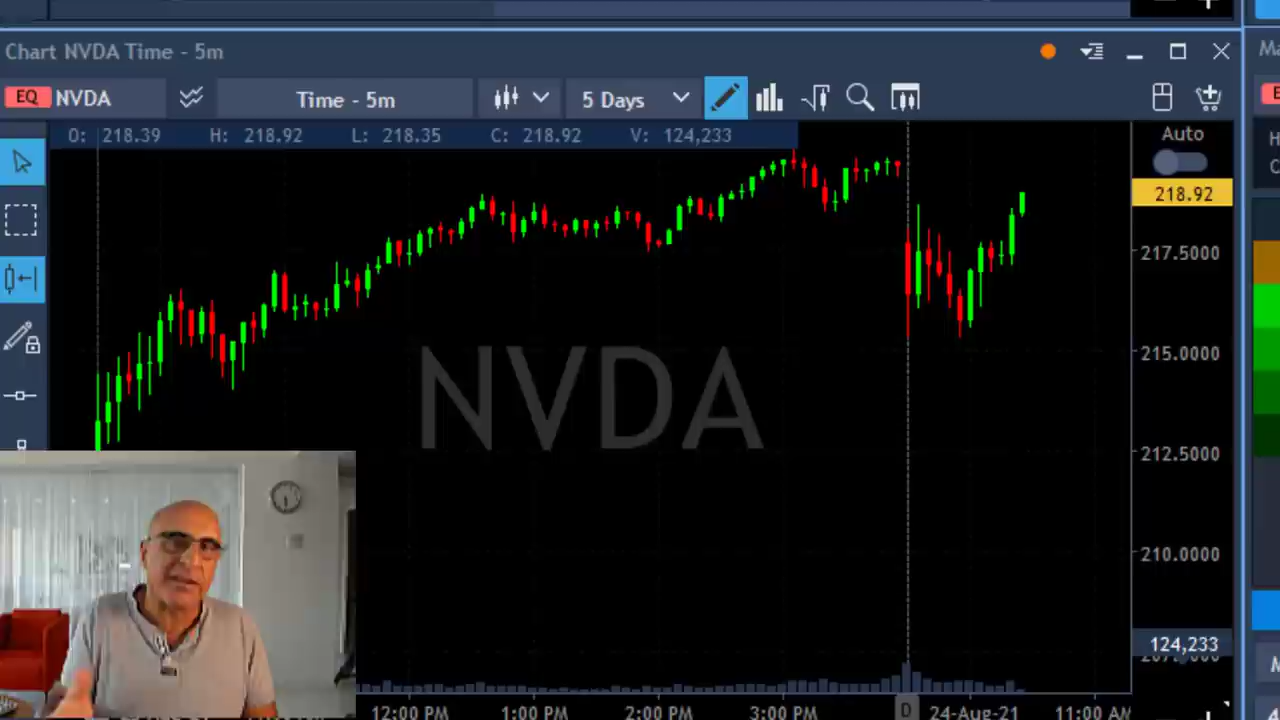 Chart NVDA Time - 5m
EQ NVDA Time - 5m 5 Days
O: 218.39 H: 218.92 L: 218.35 C: 218.92 V: 124,233
Auto
218.92
217.5000
215.0000
NVDA
212.5000
210.0000
124,233
12:00 PM 1:00 PM 2:00 PM 3:00 PM D 24-Aug-21 11:00 AM